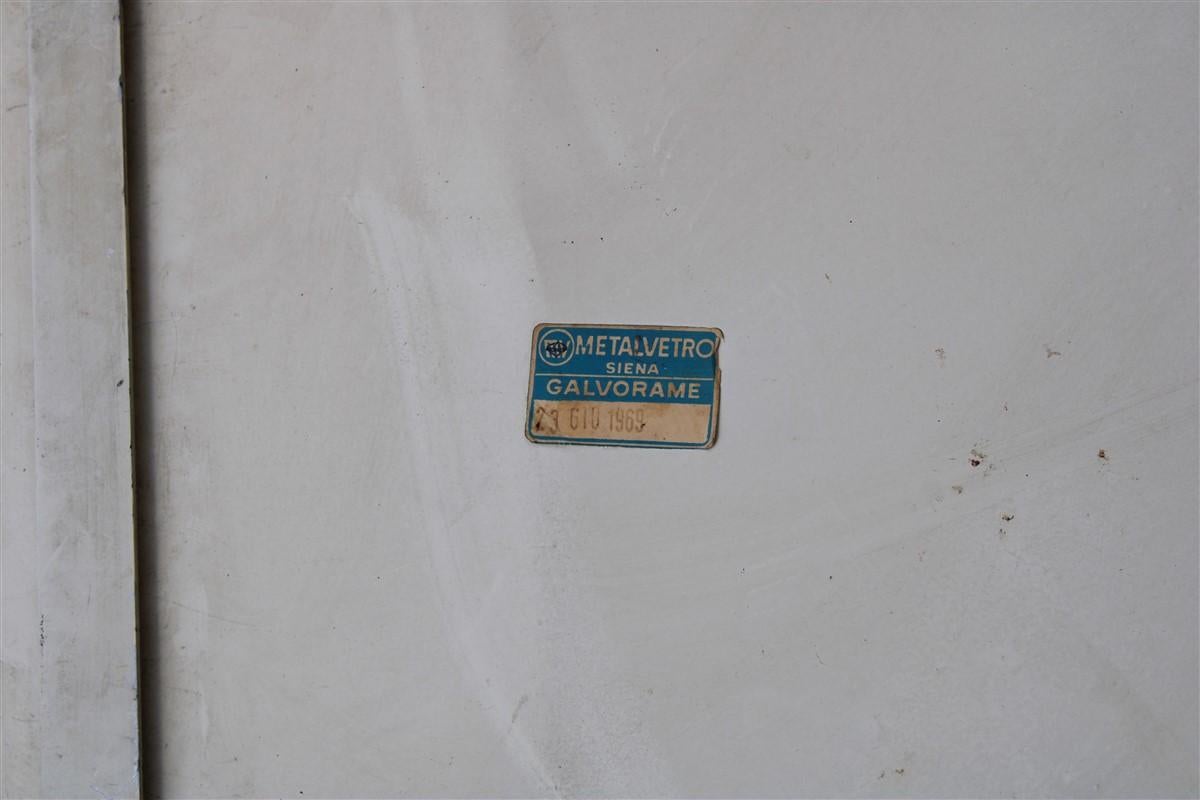 METALVETRO
SIENA
GALVORAME
23 GIU 1969